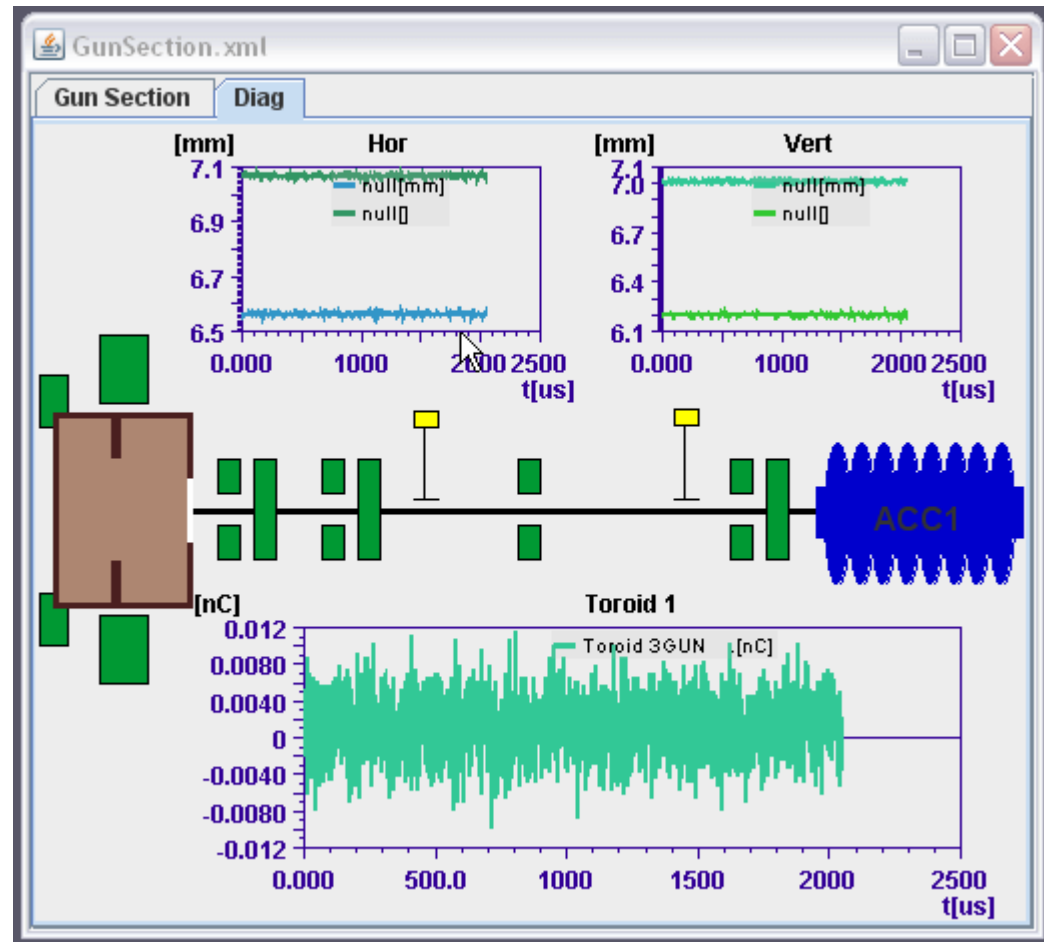 GunSection.xml
Gun Section Diag
[mm] Hor
7.1
6.9
6.7
6.5
null[mm]
null[]
0.000 1000 2000 2500
t[us]
[mm] Vert
7.1
7.0
6.7
6.4
6.1
null[mm]
null[]
0.000 1000 2000 2500
t[us]
ACC1
[nC] Toroid 1
0.012
0.0080
0.0040
0
-0.0040
-0.0080
-0.012
Toroid 3GUN .[nC]
0.000 500.0 1000 1500 2000 2500
t[us]